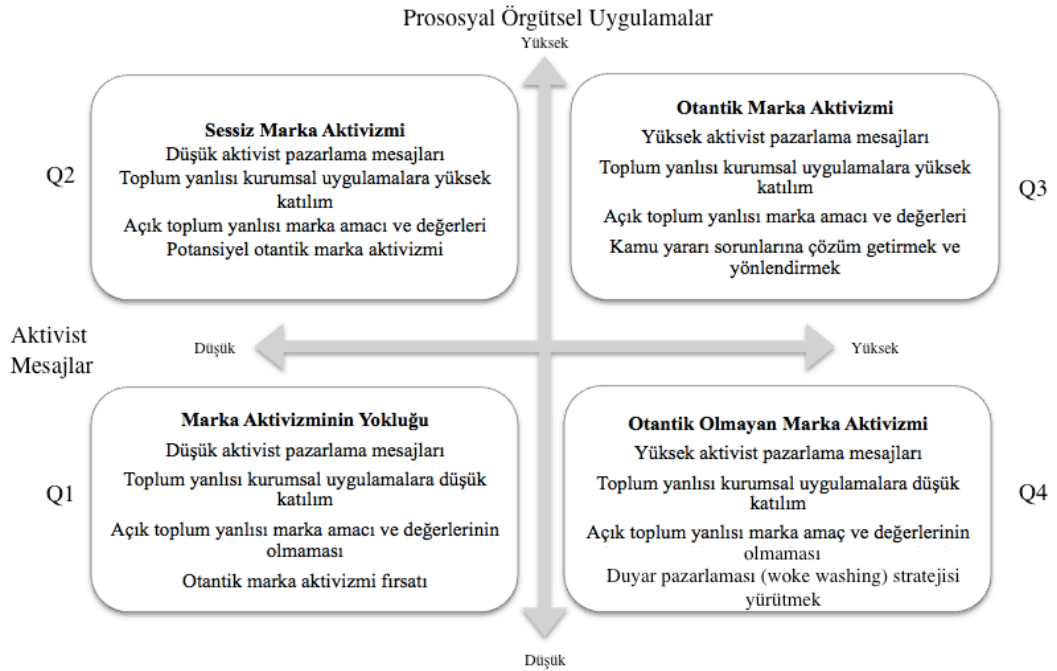 Prososyal Örgütsel Uygulamalar
Yüksek
Q2
Sessiz Marka Aktivizmi
Düşük aktivist pazarlama mesajları
Toplum yanlısı kurumsal uygulamalara yüksek
katılım
Açık toplum yanlısı marka amacı ve değerleri
Potansiyel otantik marka aktivizmi
Otantik Marka Aktivizmi
Yüksek aktivist pazarlama mesajları
Toplum yanlısı kurumsal uygulamalara yüksek
katılım
Açık toplum yanlısı marka amacı ve değerleri
Kamu yararı sorunlarına çözüm getirmek ve
yönlendirmek
Q3
Aktivist
Mesajlar
Düşük
Yüksek
Q1
Marka Aktivizminin Yokluğu
Düşük aktivist pazarlama mesajları
Toplum yanlısı kurumsal uygulamalara düşük
katılım
Açık toplum yanlısı marka amacı ve değerlerinin
olmaması
Otantik marka aktivizmi fırsatı
Otantik Olmayan Marka Aktivizmi
Yüksek aktivist pazarlama mesajları
Toplum yanlısı kurumsal uygulamalara düşük
katılım
Açık toplum yanlısı marka amaç ve değerlerinin
olmaması
Duyar pazarlaması (woke washing) stratejisi
yürütmek
Q4
Düşük